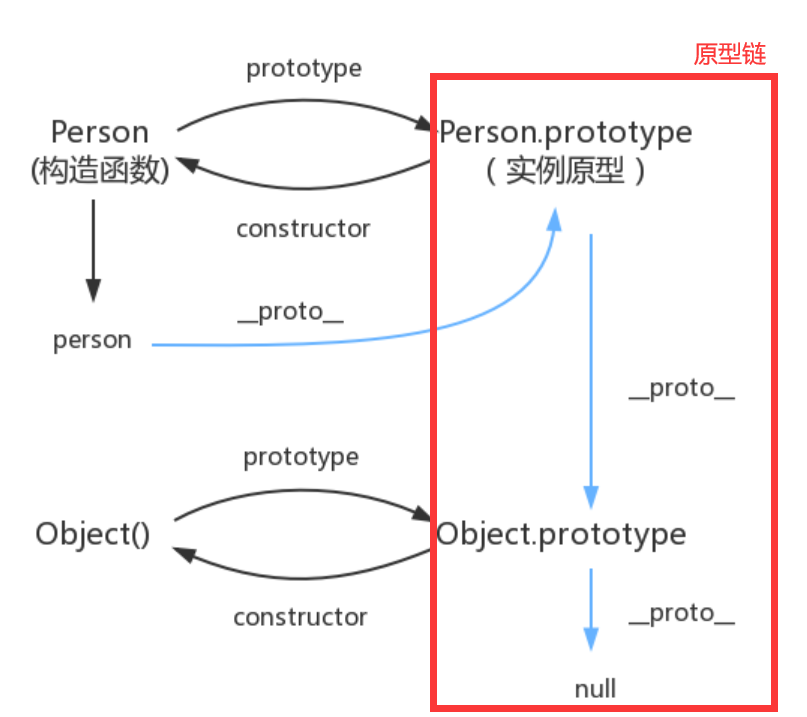 原型链
prototype
Person
(构造函数)
Person.prototype
（ 实例原型 ）
constructor
__proto__
person
__proto__
prototype
Object()
Object.prototype
constructor
__proto__
null